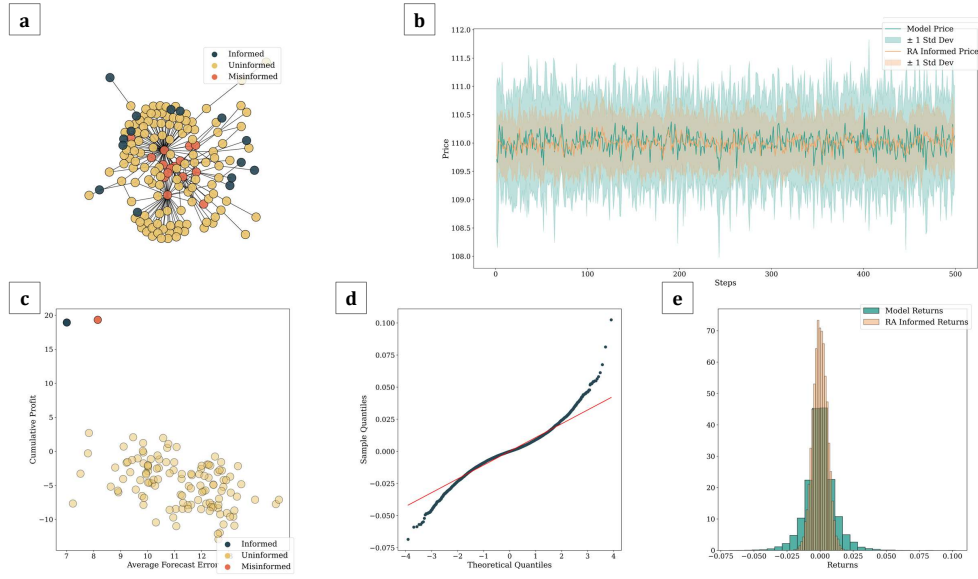 a
Informed
Uninformed
Misinformed
b
Model Price
± 1 Std Dev
RA Informed Price
± 1 Std Dev
112.0
111.5
111.0
110.5
110.0
109.5
109.0
108.5
108.0
Price
0 100 200 300 400 500
Steps
c
20
15
10
5
0
−5
−10
Cumulative Profit
7 8 9 10 11 12
Average Forecast Error
Informed
Uninformed
Misinformed
d
0.100
0.075
0.050
0.025
0.000
−0.025
−0.050
−0.075
Sample Quantiles
−4 −3 −2 −1 0 1 2 3 4
Theoretical Quantiles
e
Model Returns
RA Informed Returns
70
60
50
40
30
20
10
0
−0.075 −0.050 −0.025 0.000 0.025 0.050 0.075 0.100
Returns